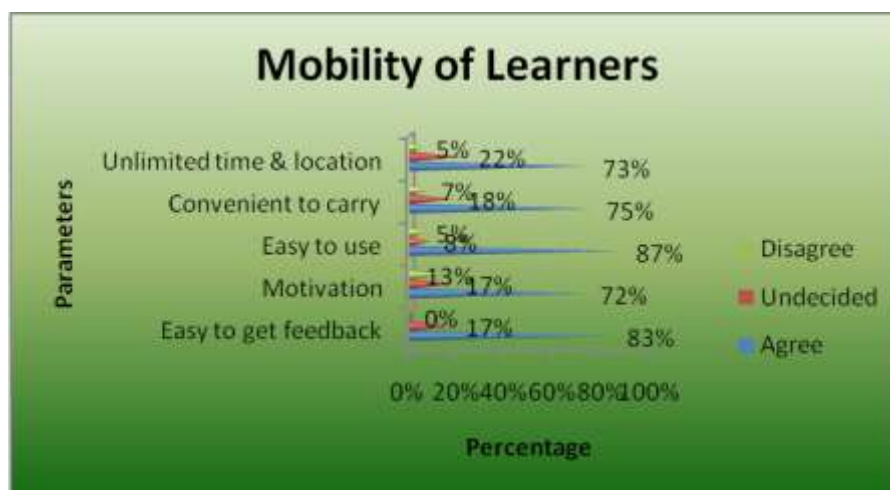 Mobility of Learners
Parameters
Unlimited time & location 5% 22% 73%
Convenient to carry 7% 18% 75%
Easy to use 5% 8% 87%
Motivation 13% 17% 72%
Easy to get feedback 0% 17% 83%
Disagree
Undecided
Agree
0% 20% 40% 60% 80% 100%
Percentage